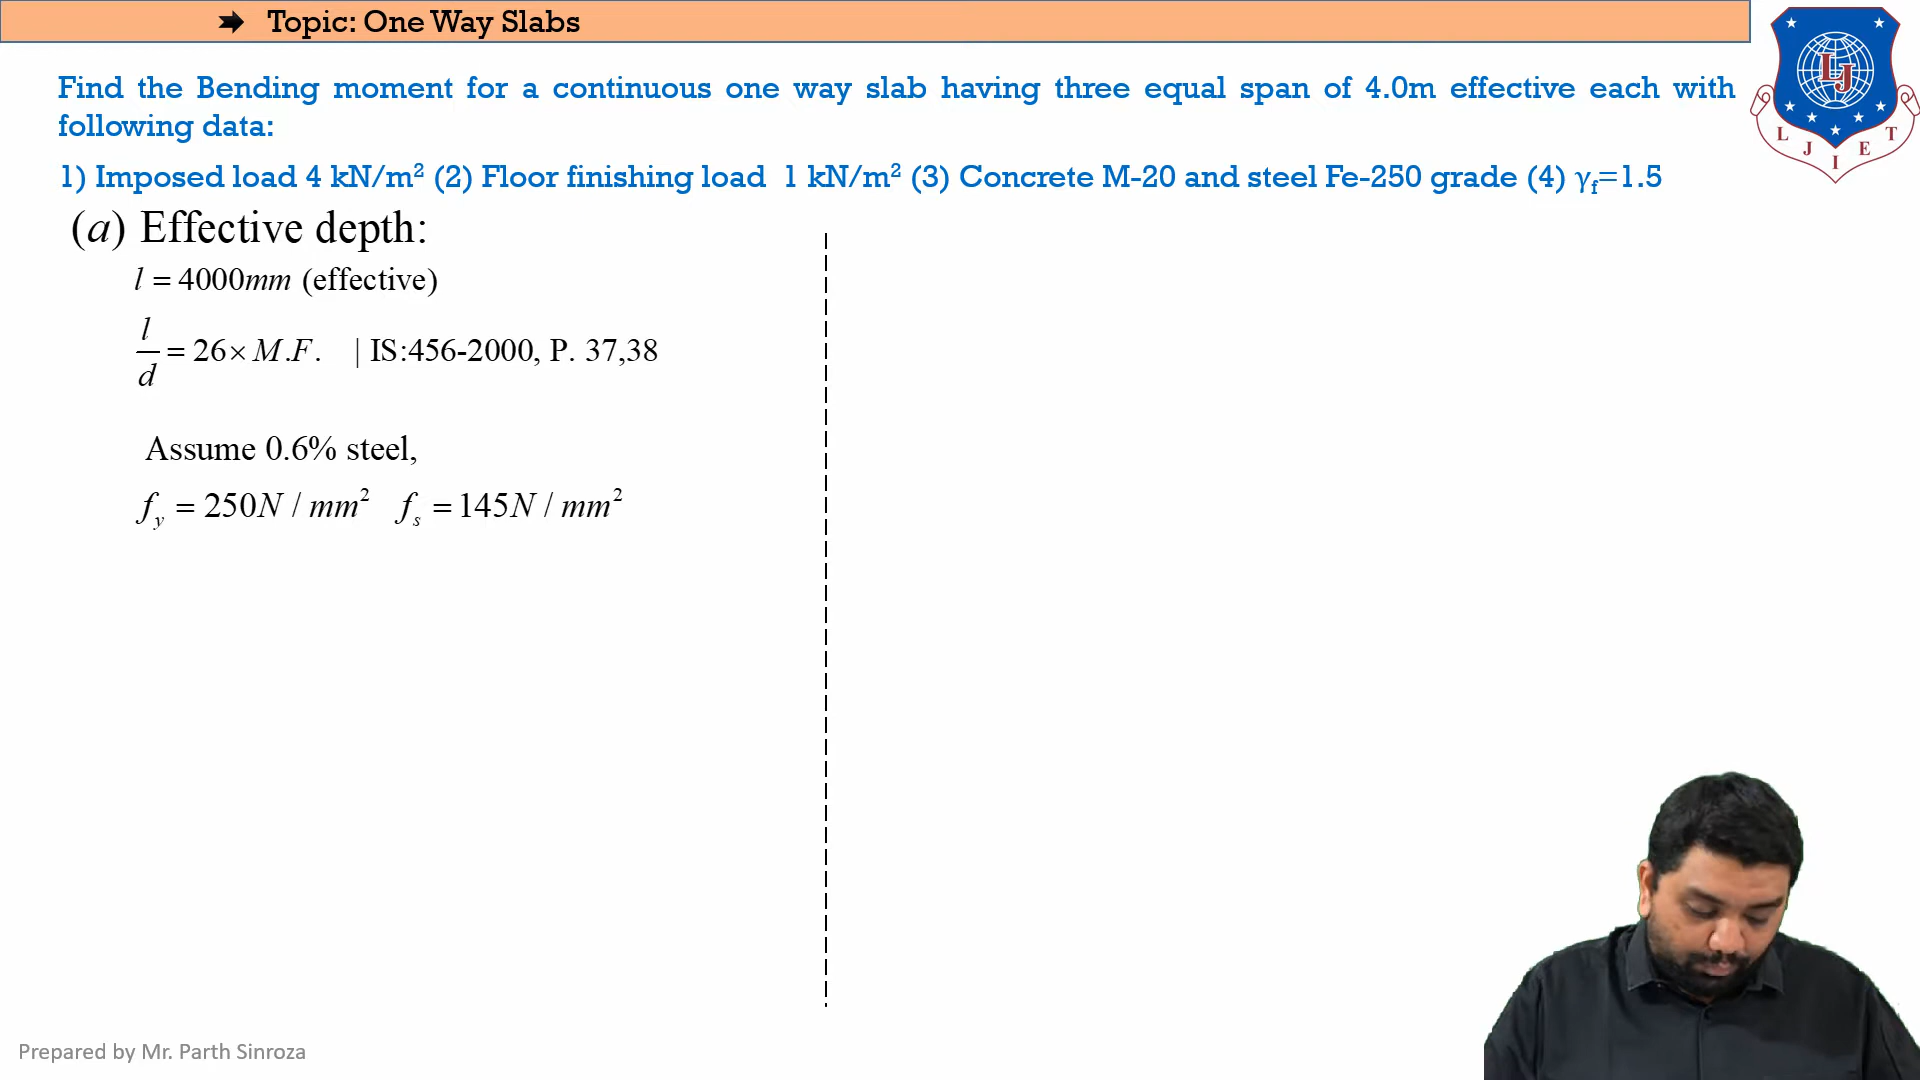 ➡ Topic: One Way Slabs
Find the Bending moment for a continuous one way slab having three equal span of 4.0m effective each with
following data:
1) Imposed load 4 kN/m² (2) Floor finishing load 1 kN/m² (3) Concrete M-20 and steel Fe-250 grade (4) γf=1.5
(a) Effective depth:
l = 4000mm (effective)
l/d = 26× M.F. | IS:456-2000, P. 37,38
Assume 0.6% steel,
fy = 250N / mm² fs = 145N / mm²
LJ
L J I E T
Prepared by Mr. Parth Sinroza